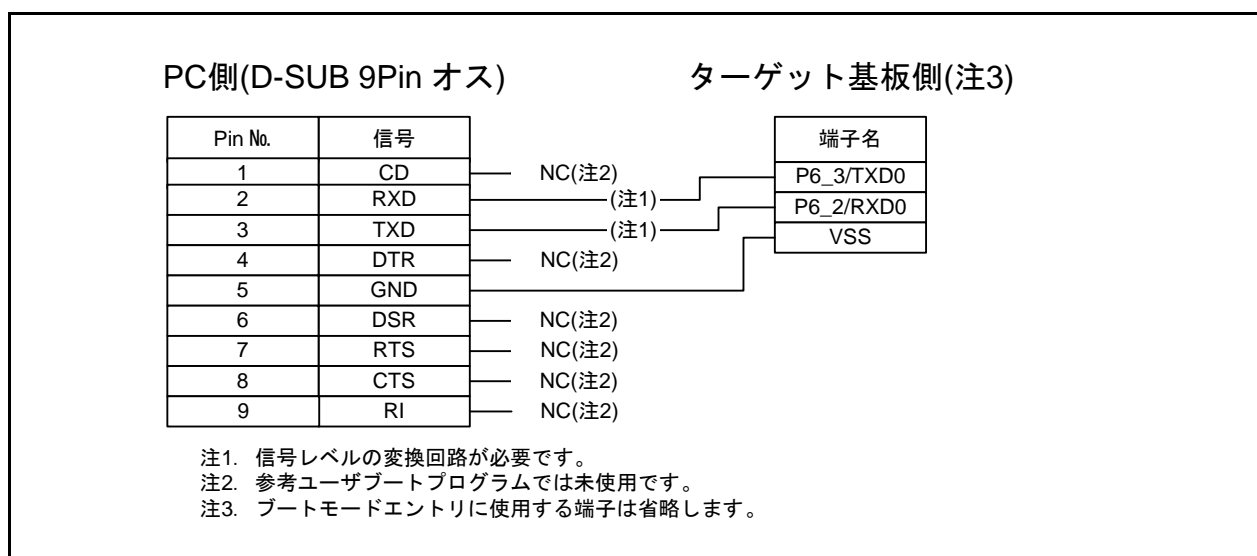 PC側(D-SUB 9Pin オス) ターゲット基板側(注3)
Pin №. 信号 端子名
1 CD NC(注2) P6_3/TXD0
2 RXD (注1) P6_2/RXD0
3 TXD (注1) VSS
4 DTR NC(注2)
5 GND
6 DSR NC(注2)
7 RTS NC(注2)
8 CTS NC(注2)
9 RI NC(注2)
注1. 信号レベルの変換回路が必要です。
注2. 参考ユーザブートプログラムでは未使用です。
注3. ブートモードエントリに使用する端子は省略します。